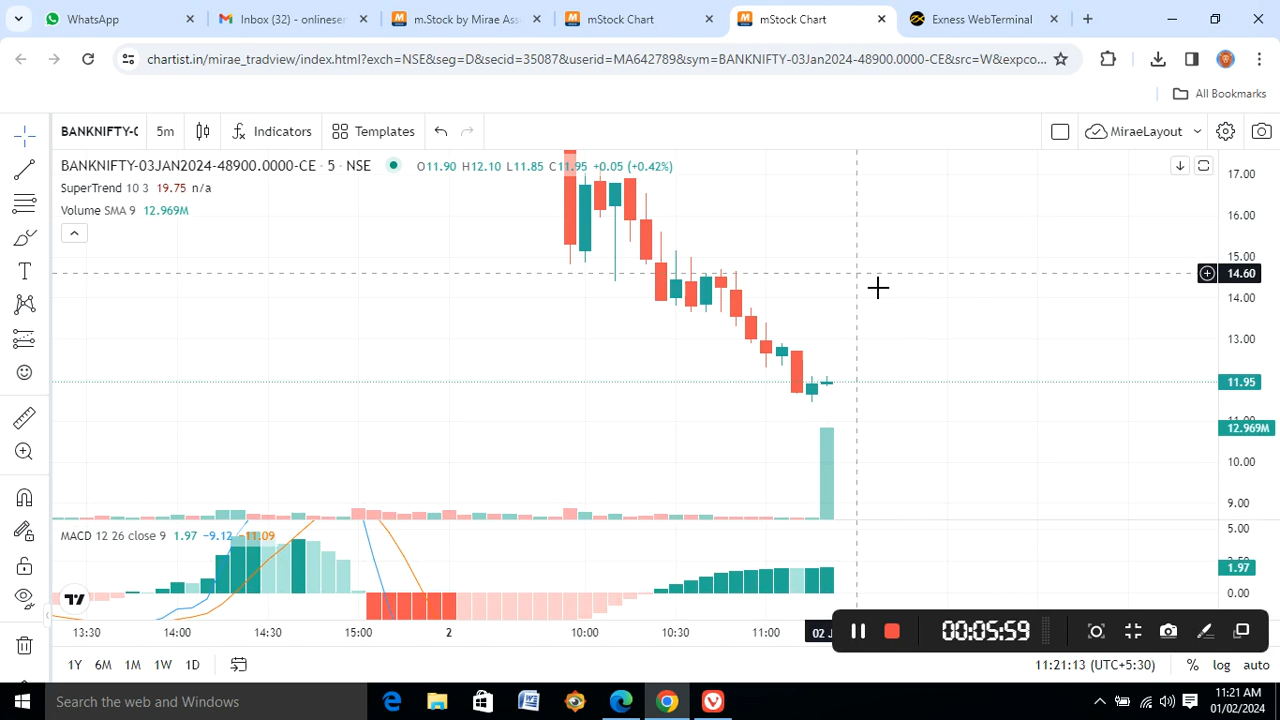 WhatsApp
Inbox (32) - onlineser
m.Stock by Mirae Ass
mStock Chart
mStock Chart
Exness WebTerminal
chartist.in/mirae_tradview/index.html?exch=NSE&seg=D&secid=35087&userid=MA642789&sym=BANKNIFTY-03Jan2024-48900.0000-CE&src=W&expco...
All Bookmarks
BANKNIFTY-0
5m
Indicators
Templates
MiraeLayout
BANKNIFTY-03JAN2024-48900.0000-CE · 5 · NSE
O11.90 H12.10 L11.85 C11.95 +0.05 (+0.42%)
SuperTrend 10 3 19.75 n/a
Volume SMA 9 12.969M
17.00
16.00
15.00
14.60
14.00
13.00
11.95
11.00
12.969M
10.00
9.00
MACD 12 26 close 9 1.97 −9.12 −11.09
5.00
2.50
1.97
0.00
13:30
14:00
14:30
15:00
2
10:00
10:30
11:00
02 J
00:05:59
1Y
6M
1M
1W
1D
11:21:13 (UTC+5:30)
%
log
auto
Search the web and Windows
11:21 AM
01/02/2024